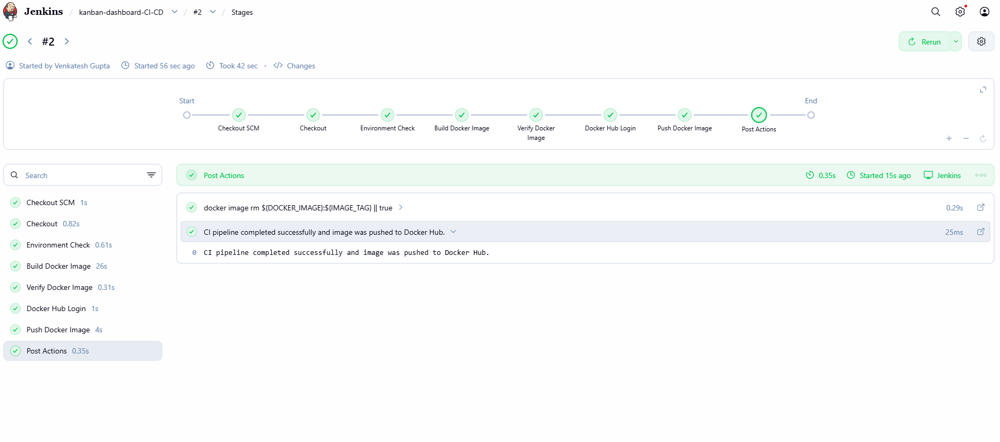 Jenkins / kanban-dashboard-CI-CD / #2 / Stages
#2
Rerun
Started by Venkatesh Gupta Started 56 sec ago Took 42 sec Changes
Start End
Checkout SCM Checkout Environment Check Build Docker Image Verify Docker Image Docker Hub Login Push Docker Image Post Actions
Search
Checkout SCM 1s
Checkout 0.82s
Environment Check 0.61s
Build Docker Image 26s
Verify Docker Image 0.31s
Docker Hub Login 1s
Push Docker Image 4s
Post Actions 0.35s
Post Actions 0.35s Started 15s ago Jenkins
docker image rm ${DOCKER_IMAGE}:${IMAGE_TAG} || true 0.29s
CI pipeline completed successfully and image was pushed to Docker Hub. 25ms
0 CI pipeline completed successfully and image was pushed to Docker Hub.